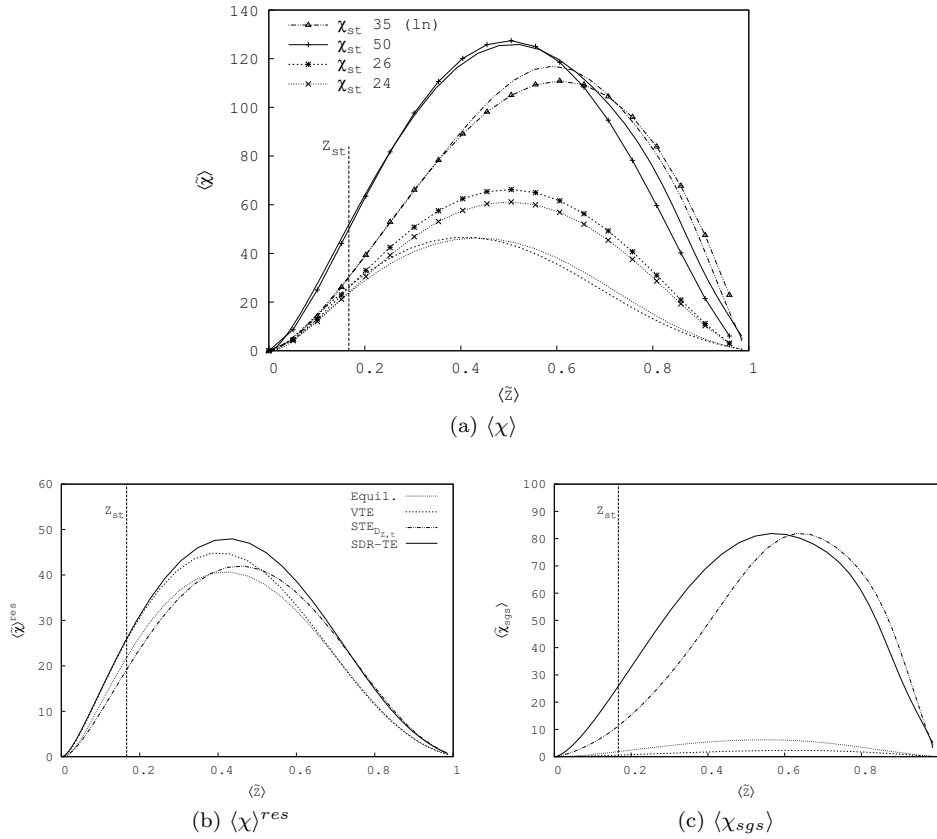 140
120
100
80
60
40
20
0
⟨χ̃⟩
χst 35 (ln)
χst 50
χst 26
χst 24
Zst
0 0.2 0.4 0.6 0.8 1
⟨Z̃⟩
(a) ⟨χ⟩
60
50
40
30
20
10
0
⟨χ̃⟩res
Zst
Equil.
VTE
STEDZ,t
SDR-TE
0 0.2 0.4 0.6 0.8 1
⟨Z̃⟩
(b) ⟨χ⟩res
100
90
80
70
60
50
40
30
20
10
0
⟨χ̃sgs⟩
Zst
0 0.2 0.4 0.6 0.8
⟨Z̃⟩
(c) ⟨χsgs⟩